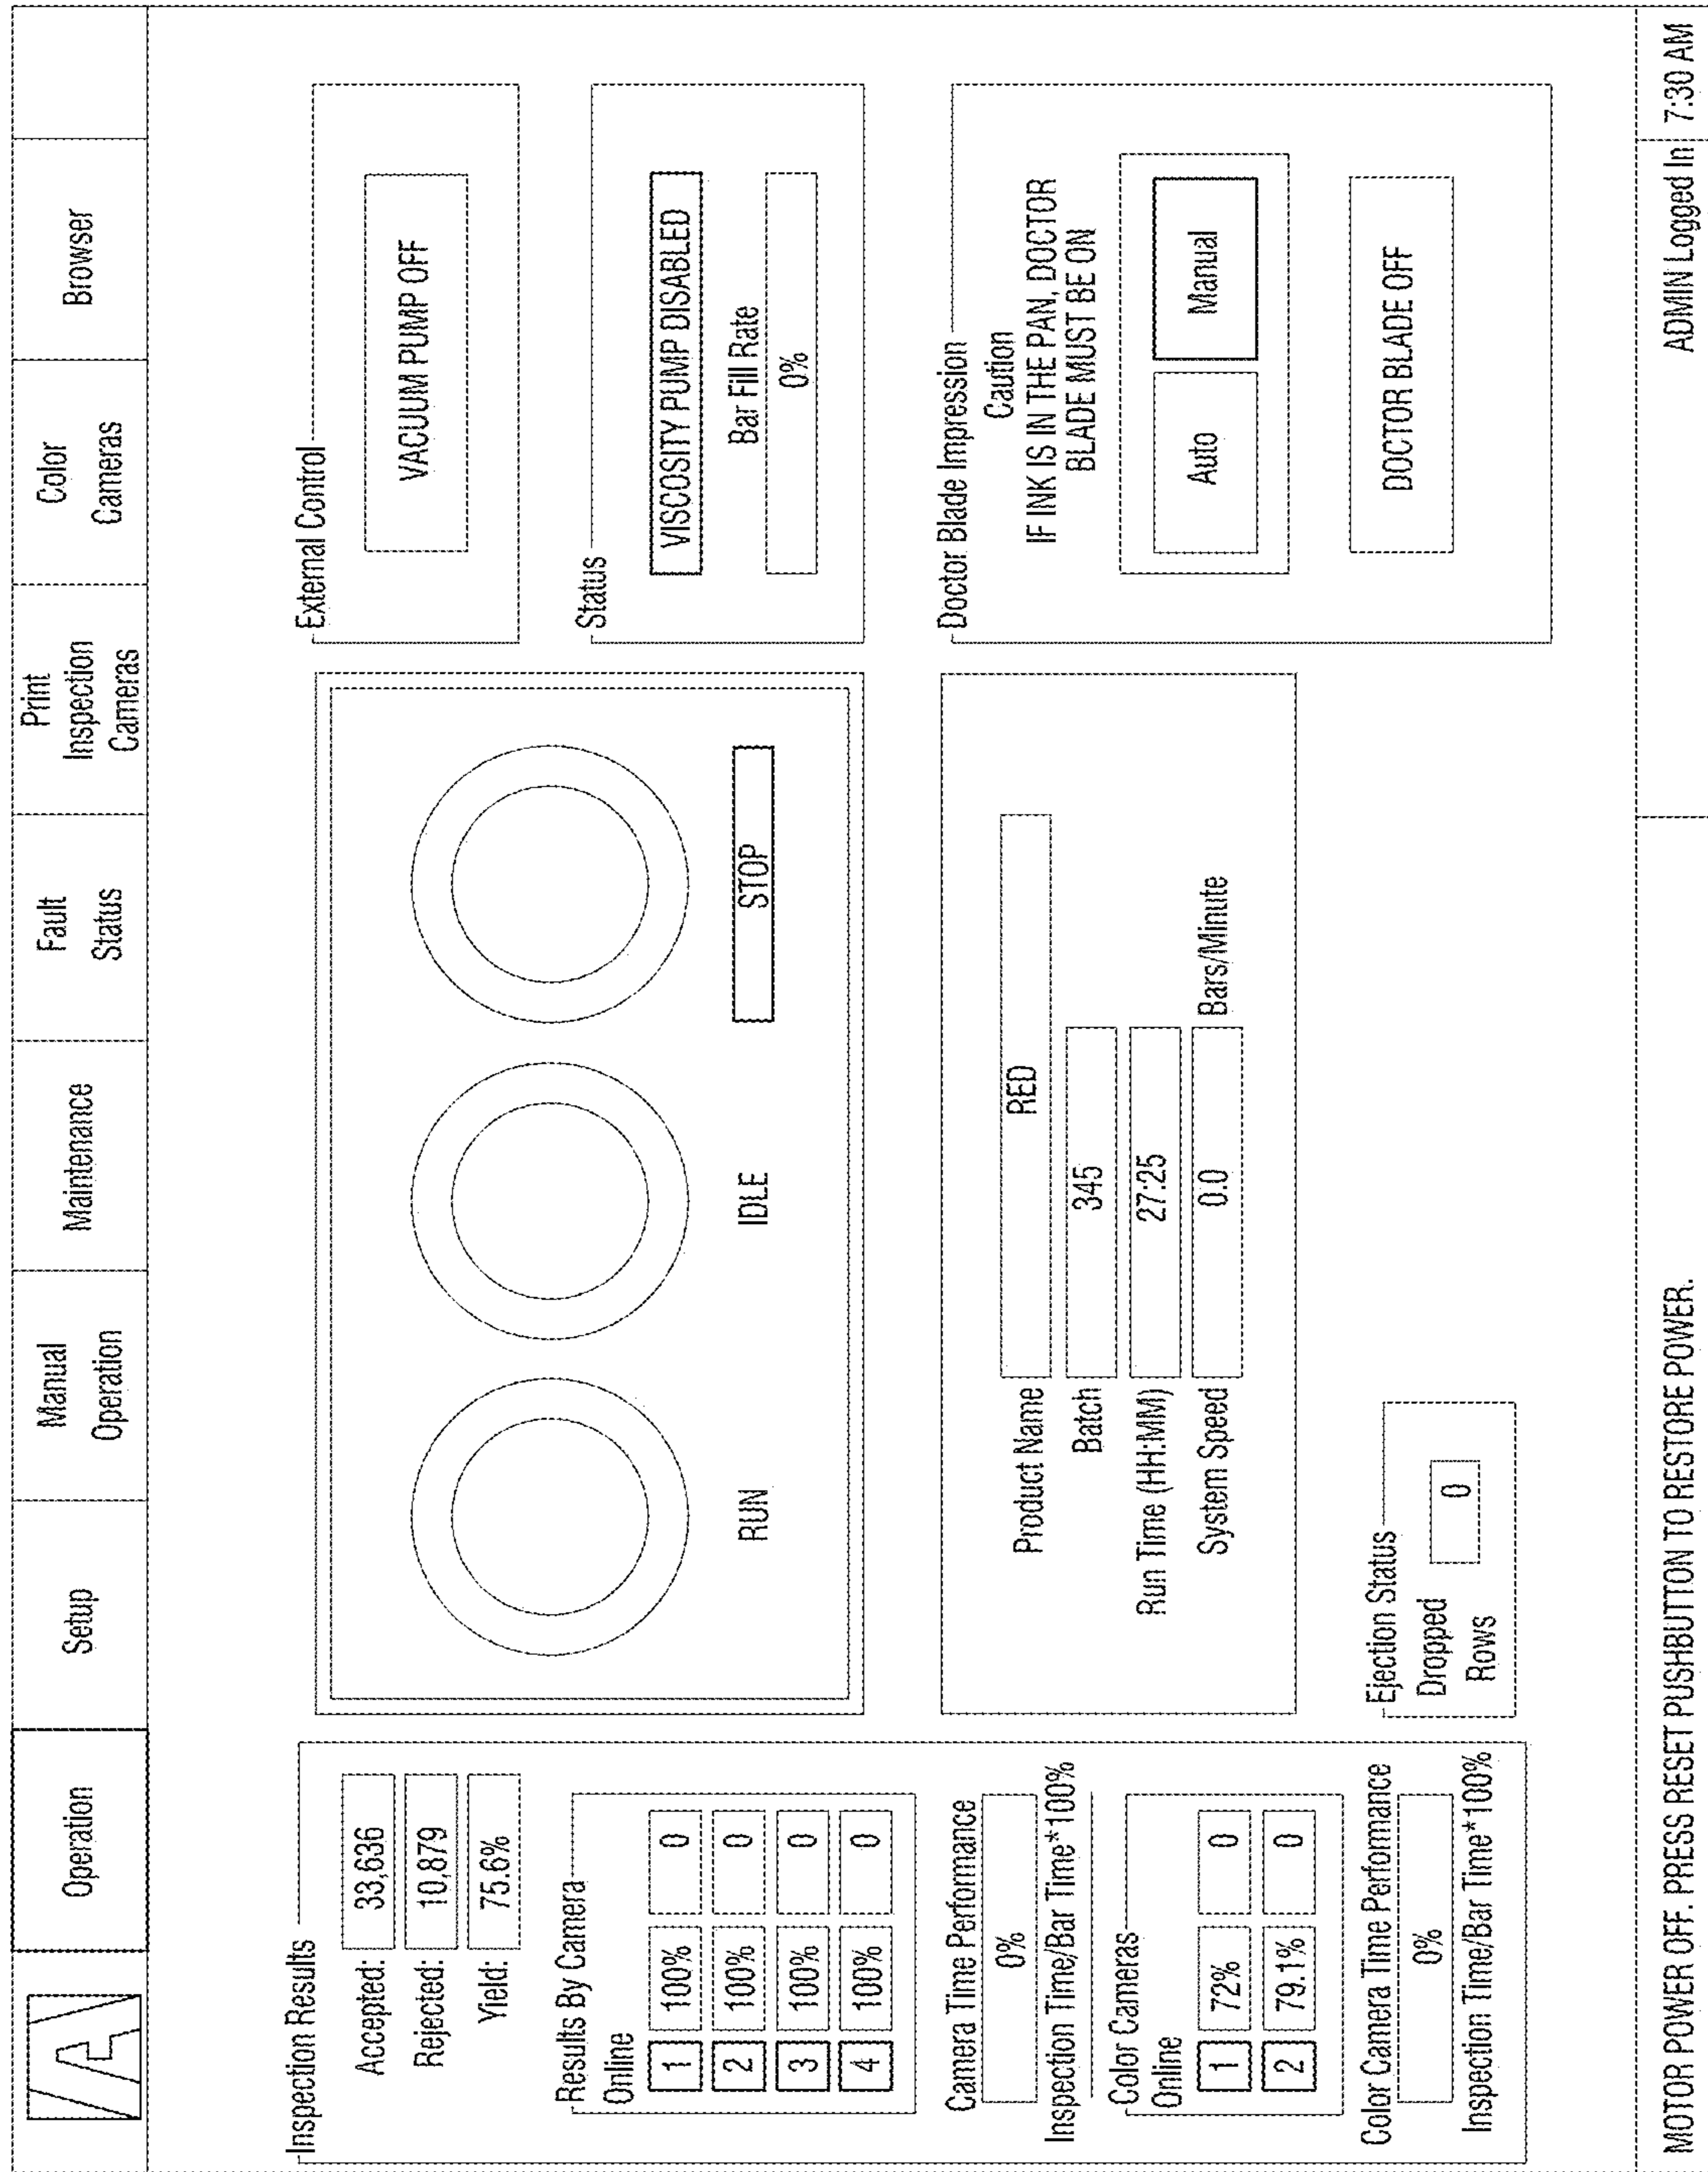 A
Operation
Setup
Manual
Operation
Maintenance
Fault
Status
Print
Inspection
Cameras
Color
Cameras
Browser
Inspection Results
Accepted: 33,636
Rejected: 10,879
Yield: 75.6%
Results By Camera
Online
1 100% 0
2 100% 0
3 100% 0
4 100% 0
Camera Time Performance
0%
Inspection Time/Bar Time*100%
Color Cameras
Online
1 72% 0
2 79.1% 0
Color Camera Time Performance
0%
Inspection Time/Bar Time*100%
RUN IDLE STOP
Product Name RED
Batch 345
Run Time (HH:MM) 27:25
System Speed 0.0 Bars/Minute
Ejection Status
Dropped
Rows
0
External Control
VACUUM PUMP OFF
Status
VISCOSITY PUMP DISABLED
Bar Fill Rate
0%
Doctor Blade Impression
Caution
IF INK IS IN THE PAN, DOCTOR
BLADE MUST BE ON
Auto Manual
DOCTOR BLADE OFF
MOTOR POWER OFF. PRESS RESET PUSHBUTTON TO RESTORE POWER.
ADMIN Logged In 7:30 AM